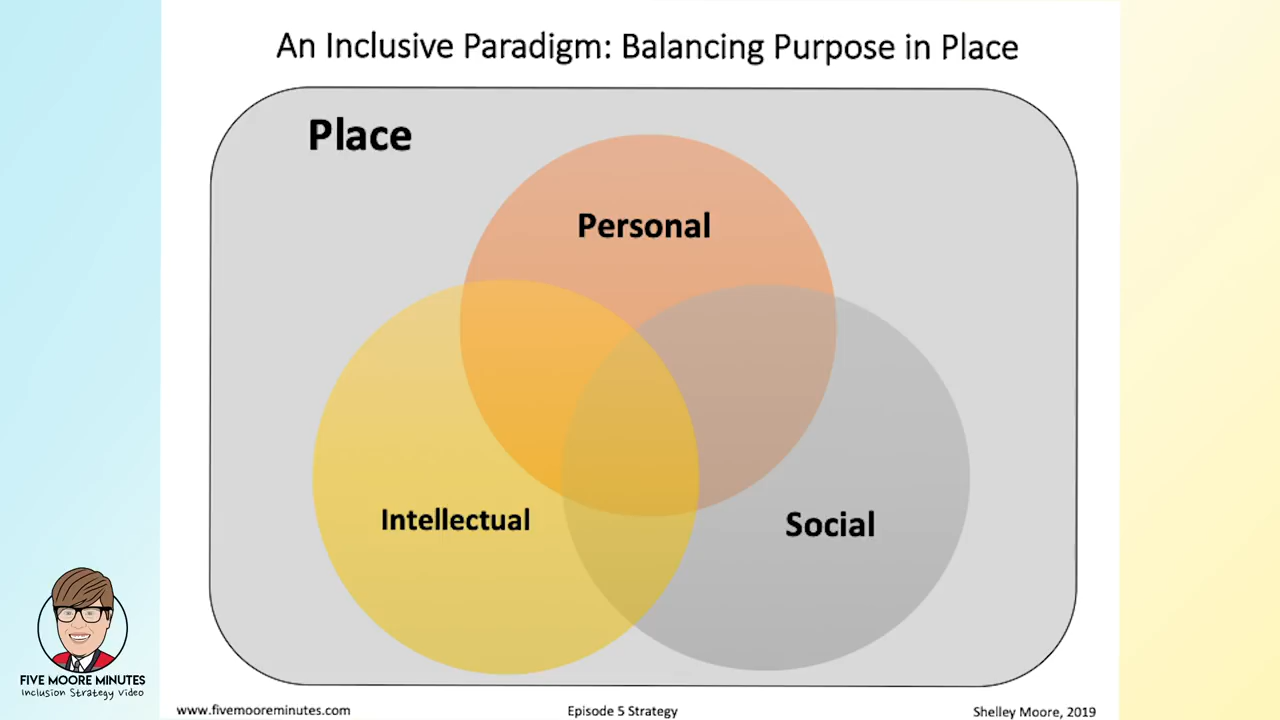 An Inclusive Paradigm: Balancing Purpose in Place
Place
Personal
Intellectual
Social
FIVE MOORE MINUTES
Inclusion Strategy Video
www.fivemooreminutes.com
Episode 5 Strategy
Shelley Moore, 2019